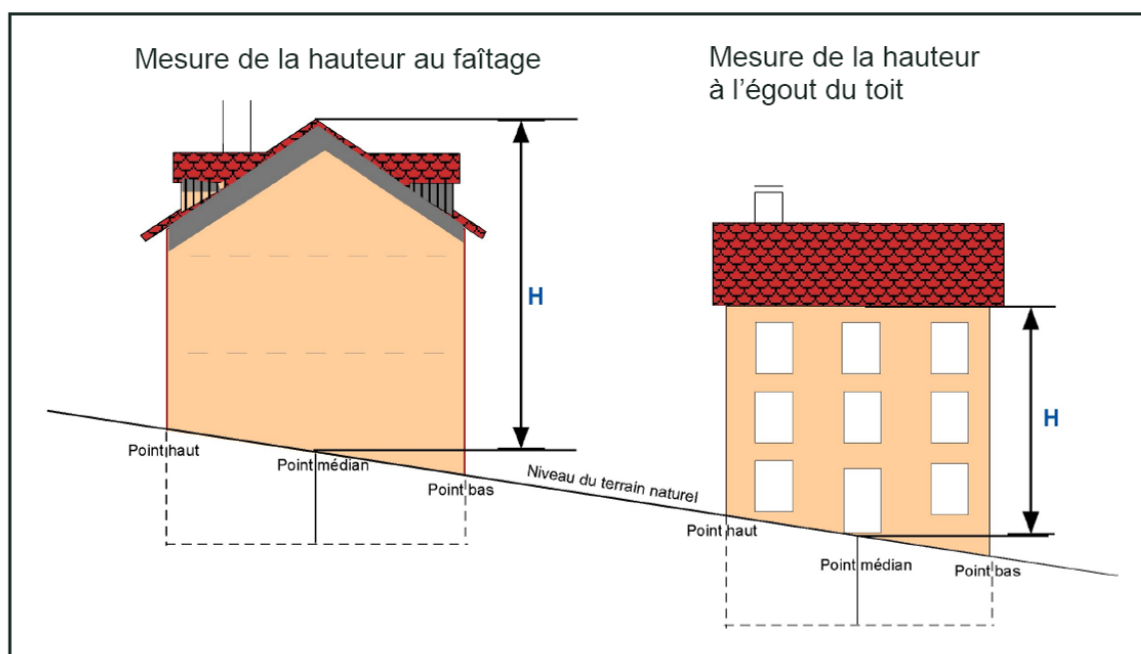 Mesure de la hauteur au faîtage
Mesure de la hauteur
à l'égout du toit
H
H
Point haut
Point médian
Point bas
Niveau du terrain naturel
Point haut
Point médian
Point bas